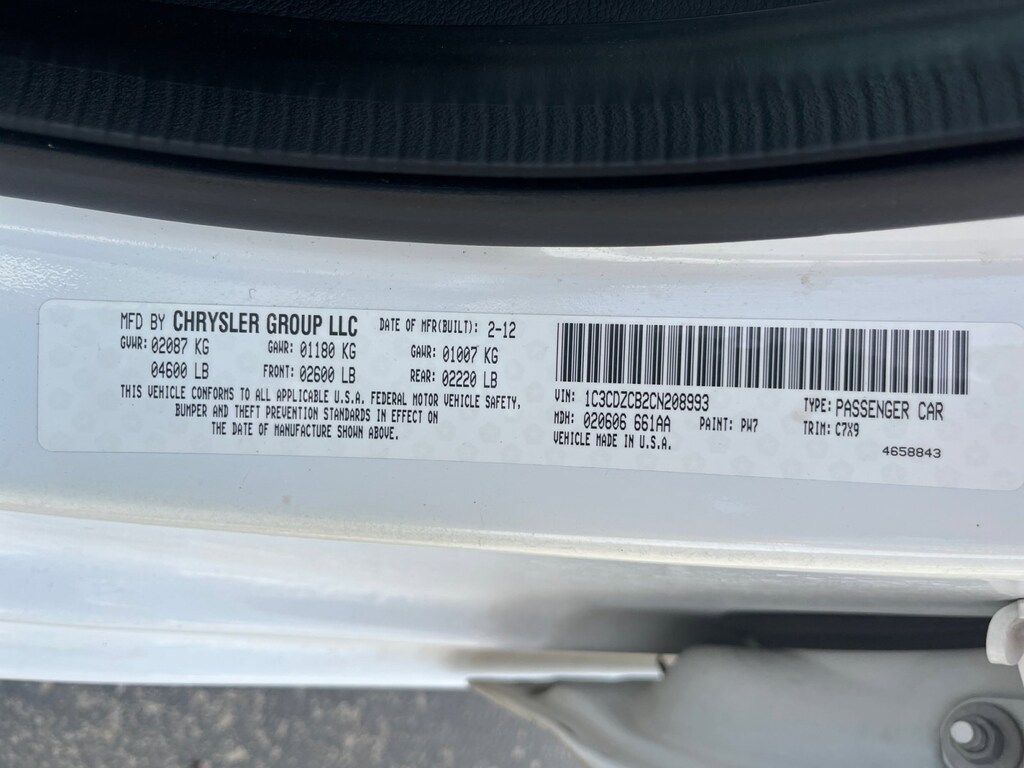 MFD BY CHRYSLER GROUP LLC DATE OF MFR(BUILT): 2-12
GVWR: 02087 KG GAWR: 01180 KG GAWR: 01007 KG
04600 LB FRONT: 02600 LB REAR: 02220 LB
THIS VEHICLE CONFORMS TO ALL APPLICABLE U.S.A. FEDERAL MOTOR VEHICLE SAFETY,
BUMPER AND THEFT PREVENTION STANDARDS IN EFFECT ON
THE DATE OF MANUFACTURE SHOWN ABOVE.
VIN: 1C3CDZCB2CN208993 TYPE: PASSENGER CAR
MDH: 020606 661AA PAINT: PW7 TRIM: C7X9
VEHICLE MADE IN U.S.A.
4658843